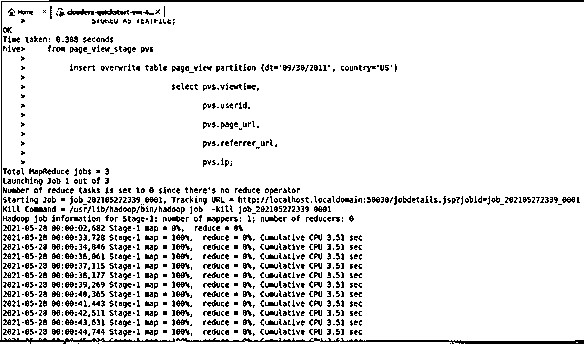 Home × cloudera-quickstart-vm-4... ×
> STORED AS TEXTFILE;
OK
Time taken: 0.388 seconds
hive> from page_view_stage pvs
>
> insert overwrite table page_view partition (dt='09/30/2011', country='US')
>
> select pvs.viewtime,
>
> pvs.userid,
>
> pvs.page_url,
>
> pvs.referrer_url,
>
> pvs.ip;
Total MapReduce jobs = 3
Launching Job 1 out of 3
Number of reduce tasks is set to 0 since there's no reduce operator
Starting Job = job_202105272339_0001, Tracking URL = http://localhost.localdomain:50030/jobdetails.jsp?jobid=job_202105272339_0001
Kill Command = /usr/lib/hadoop/bin/hadoop job -kill job_202105272339_0001
Hadoop job information for Stage-1: number of mappers: 1; number of reducers: 0
2021-05-28 00:00:02,682 Stage-1 map = 0%, reduce = 0%
2021-05-28 00:00:33,728 Stage-1 map = 100%, reduce = 0%, Cumulative CPU 3.51 sec
2021-05-28 00:00:34,846 Stage-1 map = 100%, reduce = 0%, Cumulative CPU 3.51 sec
2021-05-28 00:00:36,061 Stage-1 map = 100%, reduce = 0%, Cumulative CPU 3.51 sec
2021-05-28 00:00:37,115 Stage-1 map = 100%, reduce = 0%, Cumulative CPU 3.51 sec
2021-05-28 00:00:38,177 Stage-1 map = 100%, reduce = 0%, Cumulative CPU 3.51 sec
2021-05-28 00:00:39,269 Stage-1 map = 100%, reduce = 0%, Cumulative CPU 3.51 sec
2021-05-28 00:00:40,365 Stage-1 map = 100%, reduce = 0%, Cumulative CPU 3.51 sec
2021-05-28 00:00:41,443 Stage-1 map = 100%, reduce = 0%, Cumulative CPU 3.51 sec
2021-05-28 00:00:42,511 Stage-1 map = 100%, reduce = 0%, Cumulative CPU 3.51 sec
2021-05-28 00:00:43,631 Stage-1 map = 100%, reduce = 0%, Cumulative CPU 3.51 sec
2021-05-28 00:00:44,744 Stage-1 map = 100%, reduce = 0%, Cumulative CPU 3.51 sec